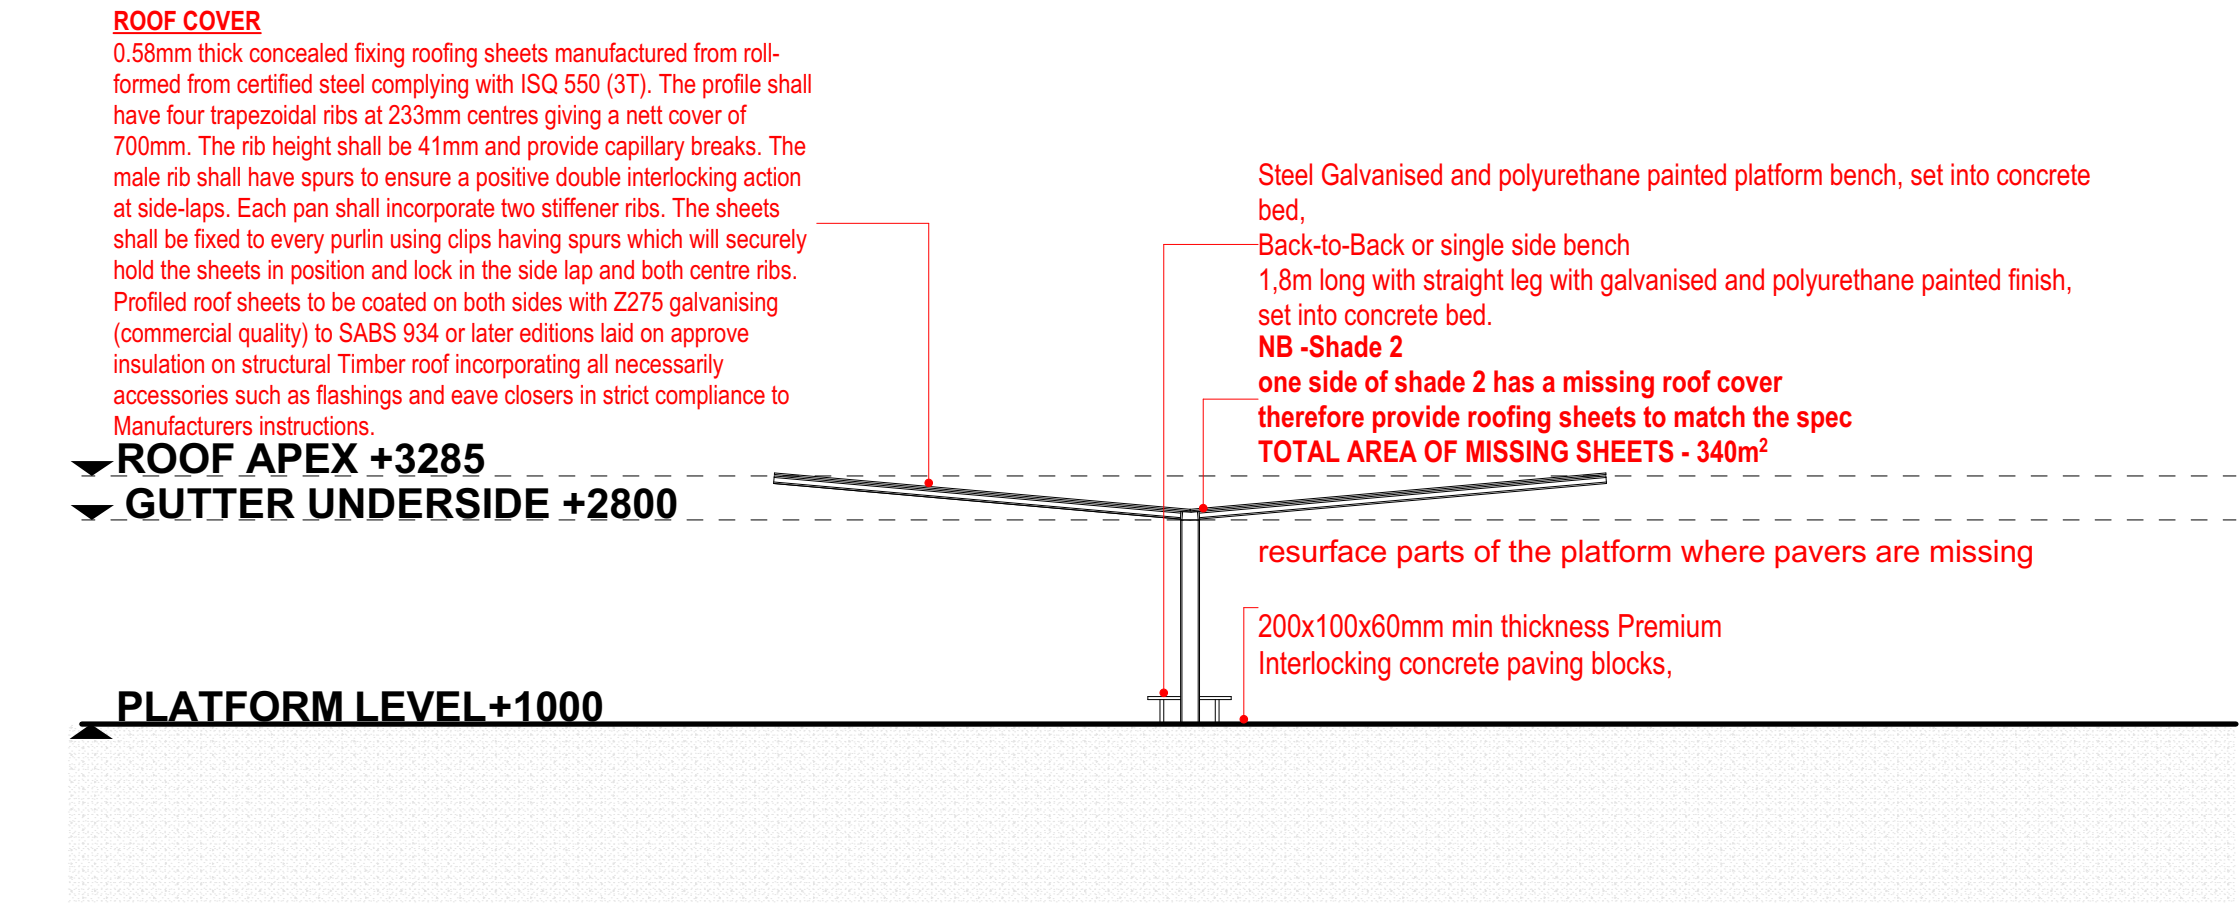 ROOF COVER
0.58mm thick concealed fixing roofing sheets manufactured from roll-
formed from certified steel complying with ISQ 550 (3T). The profile shall
have four trapezoidal ribs at 233mm centres giving a nett cover of
700mm. The rib height shall be 41mm and provide capillary breaks. The
male rib shall have spurs to ensure a positive double interlocking action
at side-laps. Each pan shall incorporate two stiffener ribs. The sheets
shall be fixed to every purlin using clips having spurs which will securely
hold the sheets in position and lock in the side lap and both centre ribs.
Profiled roof sheets to be coated on both sides with Z275 galvanising
(commercial quality) to SABS 934 or later editions laid on approve
insulation on structural Timber roof incorporating all necessarily
accessories such as flashings and eave closers in strict compliance to
Manufacturers instructions.
Steel Galvanised and polyurethane painted platform bench, set into concrete
bed,
Back-to-Back or single side bench
1,8m long with straight leg with galvanised and polyurethane painted finish,
set into concrete bed.
NB -Shade 2
one side of shade 2 has a missing roof cover
therefore provide roofing sheets to match the spec
TOTAL AREA OF MISSING SHEETS - 340m²
ROOF APEX +3285
GUTTER UNDERSIDE +2800
resurface parts of the platform where pavers are missing
200x100x60mm min thickness Premium
Interlocking concrete paving blocks,
PLATFORM LEVEL+1000